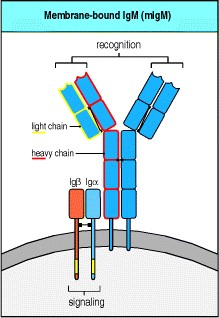 Membrane-bound IgM (mIgM)
recognition
light chain
heavy chain
Igβ Igα
signaling